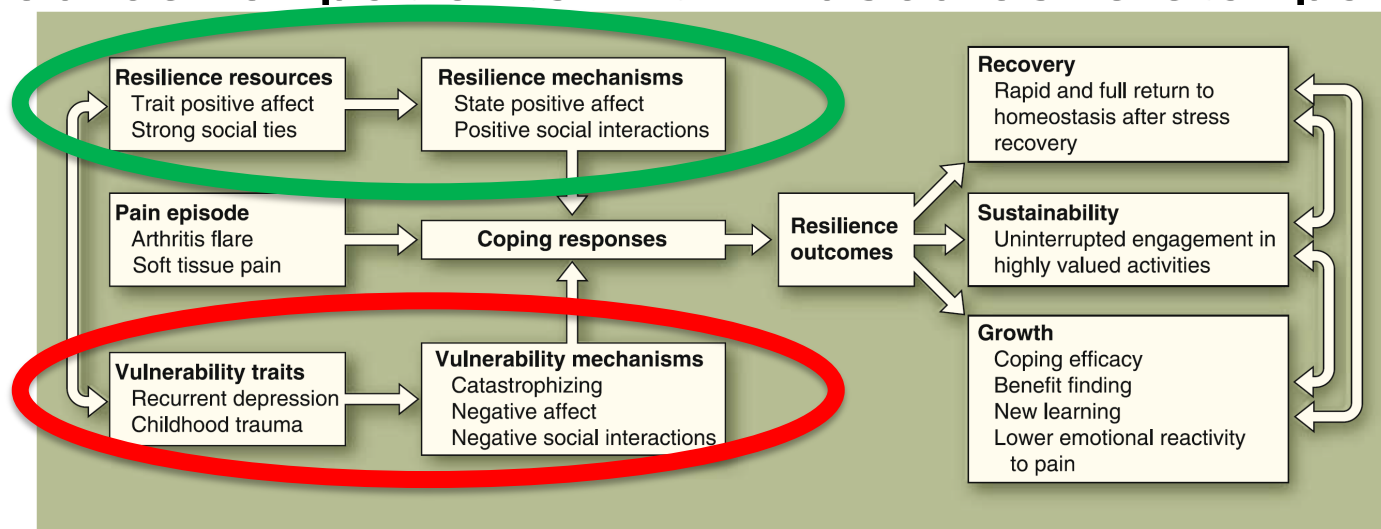 Resilience resources
Trait positive affect
Strong social ties
Resilience mechanisms
State positive affect
Positive social interactions
Pain episode
Arthritis flare
Soft tissue pain
Coping responses
Vulnerability traits
Recurrent depression
Childhood trauma
Vulnerability mechanisms
Catastrophizing
Negative affect
Negative social interactions
Resilience
outcomes
Recovery
Rapid and full return to
homeostasis after stress
recovery
Sustainability
Uninterrupted engagement in
highly valued activities
Growth
Coping efficacy
Benefit finding
New learning
Lower emotional reactivity
to pain